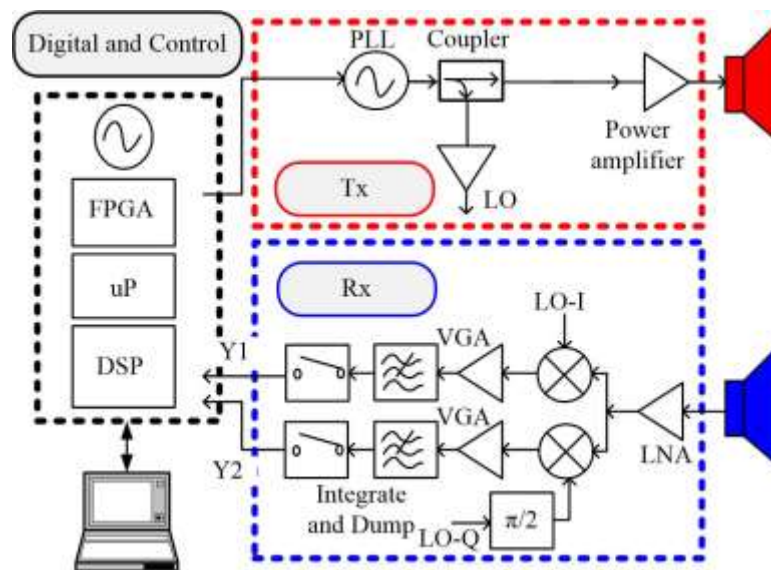 Digital and Control
PLL
Coupler
Power
amplifier
FPGA
Tx
LO
uP
Rx
LO-I
DSP
Y1
VGA
VGA
LNA
Y2
Integrate
and Dump
π/2
LO-Q